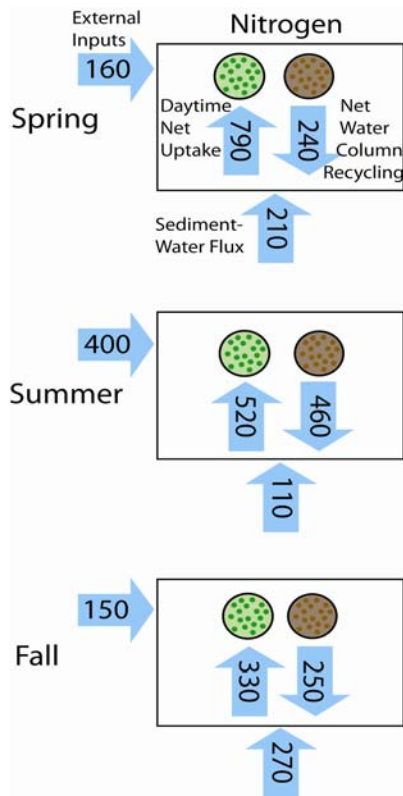 Nitrogen
External
Inputs
160
Spring
Daytime
Net
Uptake
790
240
Net
Water
Column
Recycling
Sediment-
Water Flux
210
400
Summer
520
460
110
150
Fall
330
250
270